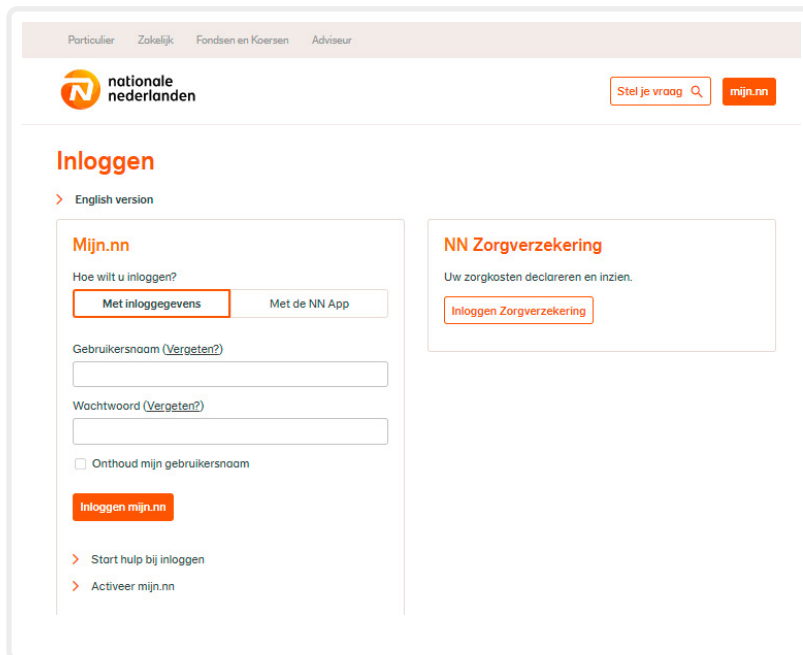 Particulier Zakelijk Fondsen en Koersen Adviseur
nationale
nederlanden
Stel je vraag
mijn.nn
Inloggen
English version
Mijn.nn
Hoe wilt u inloggen?
Met inloggegevens
Met de NN App
Gebruikersnaam (Vergeten?)
Wachtwoord (Vergeten?)
Onthoud mijn gebruikersnaam
Inloggen mijn.nn
Start hulp bij inloggen
Activeer mijn.nn
NN Zorgverzekering
Uw zorgkosten declareren en inzien.
Inloggen Zorgverzekering